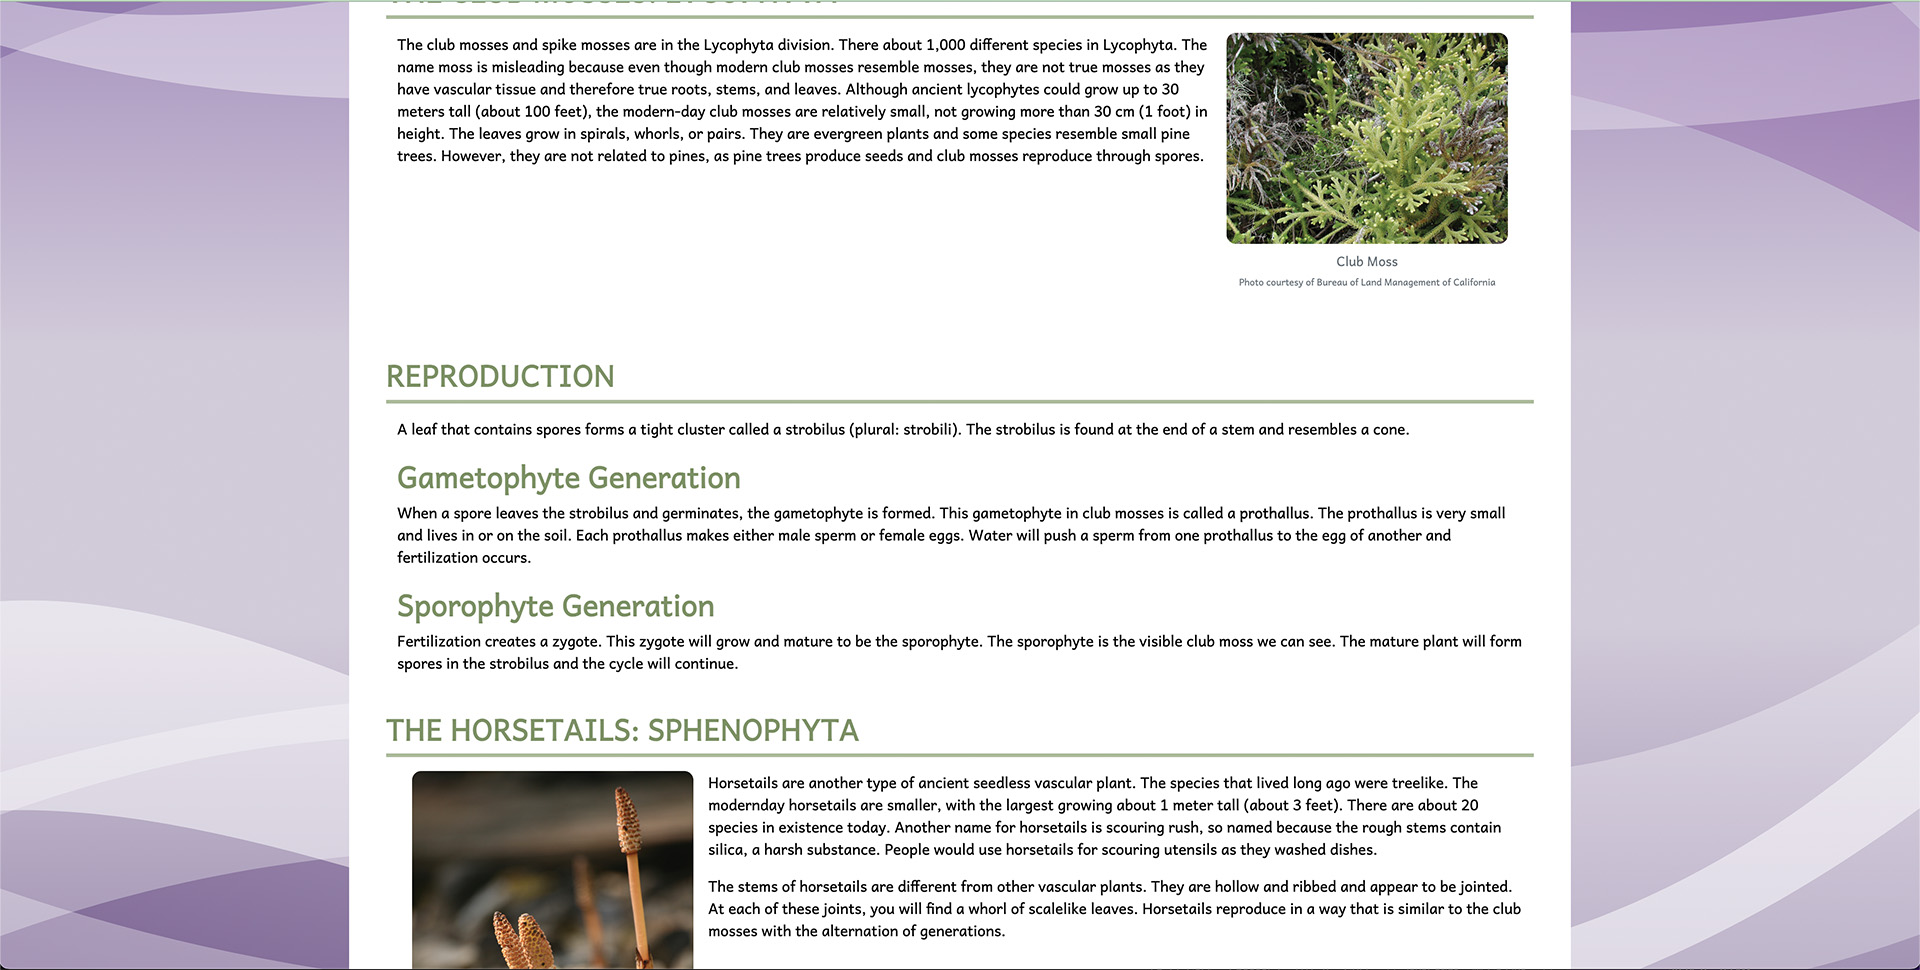 The club mosses and spike mosses are in the Lycophyta division. There about 1,000 different species in Lycophyta. The
name moss is misleading because even though modern club mosses resemble mosses, they are not true mosses as they
have vascular tissue and therefore true roots, stems, and leaves. Although ancient lycophytes could grow up to 30
meters tall (about 100 feet), the modern-day club mosses are relatively small, not growing more than 30 cm (1 foot) in
height. The leaves grow in spirals, whorls, or pairs. They are evergreen plants and some species resemble small pine
trees. However, they are not related to pines, as pine trees produce seeds and club mosses reproduce through spores.
Club Moss
Photo courtesy of Bureau of Land Management of California
REPRODUCTION
A leaf that contains spores forms a tight cluster called a strobilus (plural: strobili). The strobilus is found at the end of a stem and resembles a cone.
Gametophyte Generation
When a spore leaves the strobilus and germinates, the gametophyte is formed. This gametophyte in club mosses is called a prothallus. The prothallus is very small
and lives in or on the soil. Each prothallus makes either male sperm or female eggs. Water will push a sperm from one prothallus to the egg of another and
fertilization occurs.
Sporophyte Generation
Fertilization creates a zygote. This zygote will grow and mature to be the sporophyte. The sporophyte is the visible club moss we can see. The mature plant will form
spores in the strobilus and the cycle will continue.
THE HORSETAILS: SPHENOPHYTA
Horsetails are another type of ancient seedless vascular plant. The species that lived long ago were treelike. The
modernday horsetails are smaller, with the largest growing about 1 meter tall (about 3 feet). There are about 20
species in existence today. Another name for horsetails is scouring rush, so named because the rough stems contain
silica, a harsh substance. People would use horsetails for scouring utensils as they washed dishes.
The stems of horsetails are different from other vascular plants. They are hollow and ribbed and appear to be jointed.
At each of these joints, you will find a whorl of scalelike leaves. Horsetails reproduce in a way that is similar to the club
mosses with the alternation of generations.